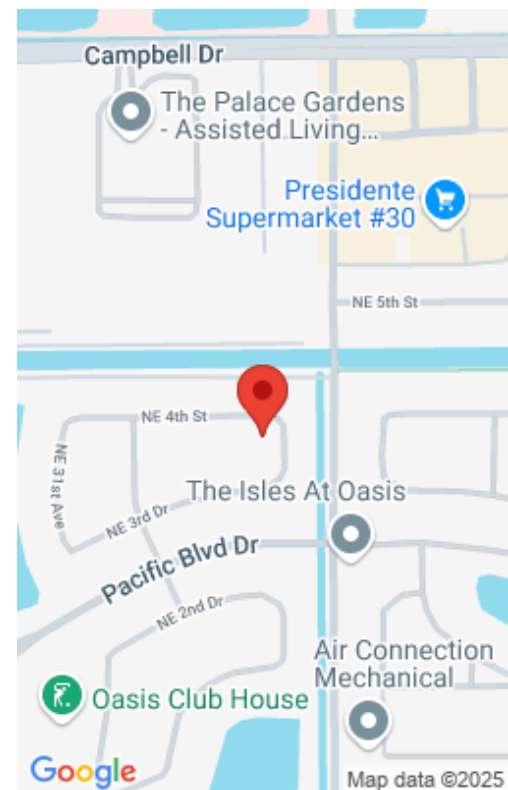 Campbell Dr
The Palace Gardens
- Assisted Living...
Presidente
Supermarket #30
NE 5th St
NE 4th St
NE 31st Ave
The Isles At Oasis
NE 3rd Dr
Pacific Blvd Dr
NE 2nd Dr
Air Connection
Mechanical
Oasis Club House
Google
Map data ©2025